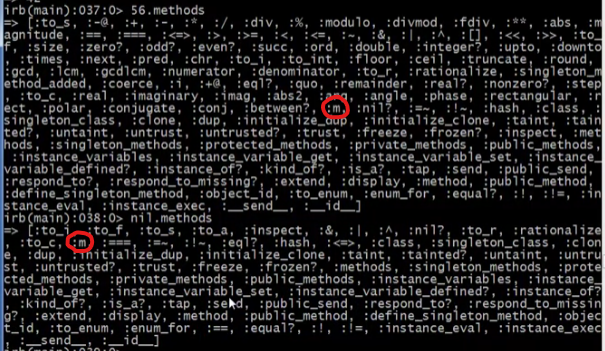 irb(main):037:0> 56.methods
=> [:to_s, :-@, :+, :-, :*, :/, :div, :%, :modulo, :divmod, :fdiv, :**, :abs, :m
agnitude, :==, :===, :<=>, :>, :>=, :<, :<=, :~, :&, :|, :^, :[], :<<, :>>, :to_
f, :size, :zero?, :odd?, :even?, :succ, :ord, :double, :integer?, :upto, :downto
, :times, :next, :pred, :chr, :to_i, :to_int, :floor, :ceil, :truncate, :round,
:gcd, :lcm, :gcdlcm, :numerator, :denominator, :to_r, :rationalize, :singleton_m
ethod_added, :coerce, :i, :+@, :eql?, :quo, :remainder, :real?, :nonzero?, :step
, :to_c, :real, :imaginary, :imag, :abs2, :arg, :angle, :phase, :rectangular, :r
ect, :polar, :conjugate, :conj, :between?, :m, :nil?, :=~, :!~, :hash, :class, :
singleton_class, :clone, :dup, :initialize_dup, :initialize_clone, :taint, :tain
ted?, :untaint, :untrust, :untrusted?, :trust, :freeze, :frozen?, :inspect, :met
hods, :singleton_methods, :protected_methods, :private_methods, :public_methods,
:instance_variables, :instance_variable_get, :instance_variable_set, :instance_
variable_defined?, :instance_of?, :kind_of?, :is_a?, :tap, :send, :public_send,
:respond_to?, :respond_to_missing?, :extend, :display, :method, :public_method,
:define_singleton_method, :object_id, :to_enum, :enum_for, :equal?, :!, :!=, :in
stance_eval, :instance_exec, :__send__, :__id__]
irb(main):038:0> nil.methods
=> [:to_i, :to_f, :to_s, :to_a, :inspect, :&, :|, :^, :nil?, :to_r, :rationalize
, :to_c, :m, :===, :=~, :!~, :eql?, :hash, :<=>, :class, :singleton_class, :clon
e, :dup, :initialize_dup, :initialize_clone, :taint, :tainted?, :untaint, :untru
st, :untrusted?, :trust, :freeze, :frozen?, :methods, :singleton_methods, :prote
cted_methods, :private_methods, :public_methods, :instance_variables, :instance_
variable_get, :instance_variable_set, :instance_variable_defined?, :instance_of?
, :kind_of?, :is_a?, :tap, :send, :public_send, :respond_to?, :respond_to_missin
g?, :extend, :display, :method, :public_method, :define_singleton_method, :objec
t_id, :to_enum, :enum_for, :==, :equal?, :!, :!=, :instance_eval, :instance_exec
, :__send__, :__id__]